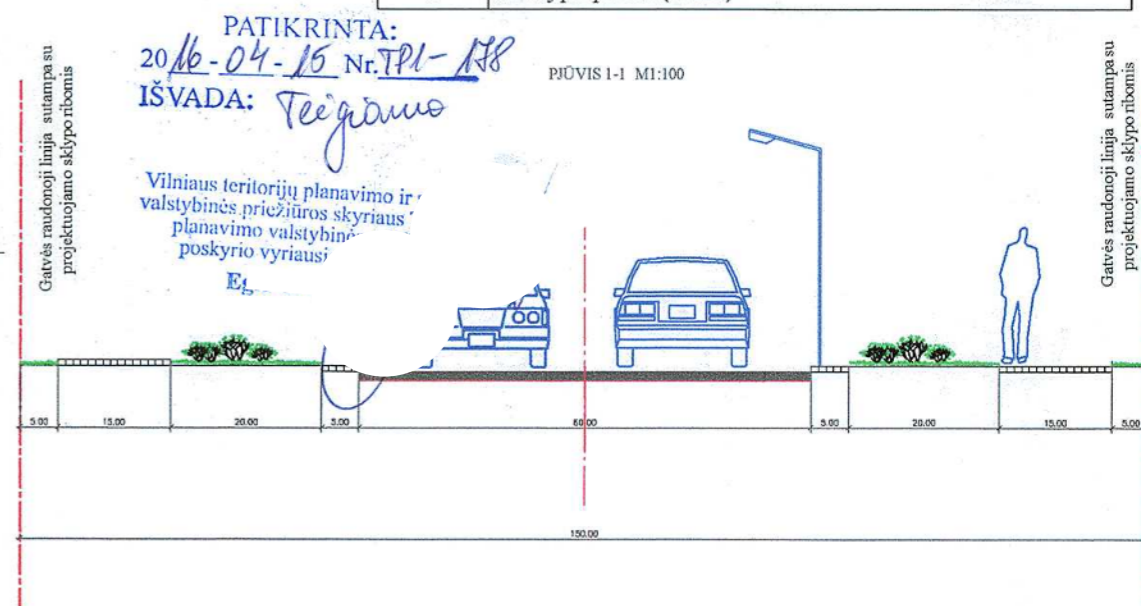 PATIKRINTA:
2016-04-15 Nr. TP1-178
IŠVADA: Teigiama
PJŪVIS 1-1 M1:100
Gatvės raudonoji linija sutampa su
projektuojamo sklypo ribomis
Vilniaus teritorijų planavimo ir
valstybinės priežiūros skyriaus
planavimo valstybinės
poskyrio vyriausi
Eg
Gatvės raudonoji linija sutampa su
projektuojamo sklypo ribomis
5.00 15.00 20.00 5.00 60.00 5.00 20.00 15.00 5.00
150.00